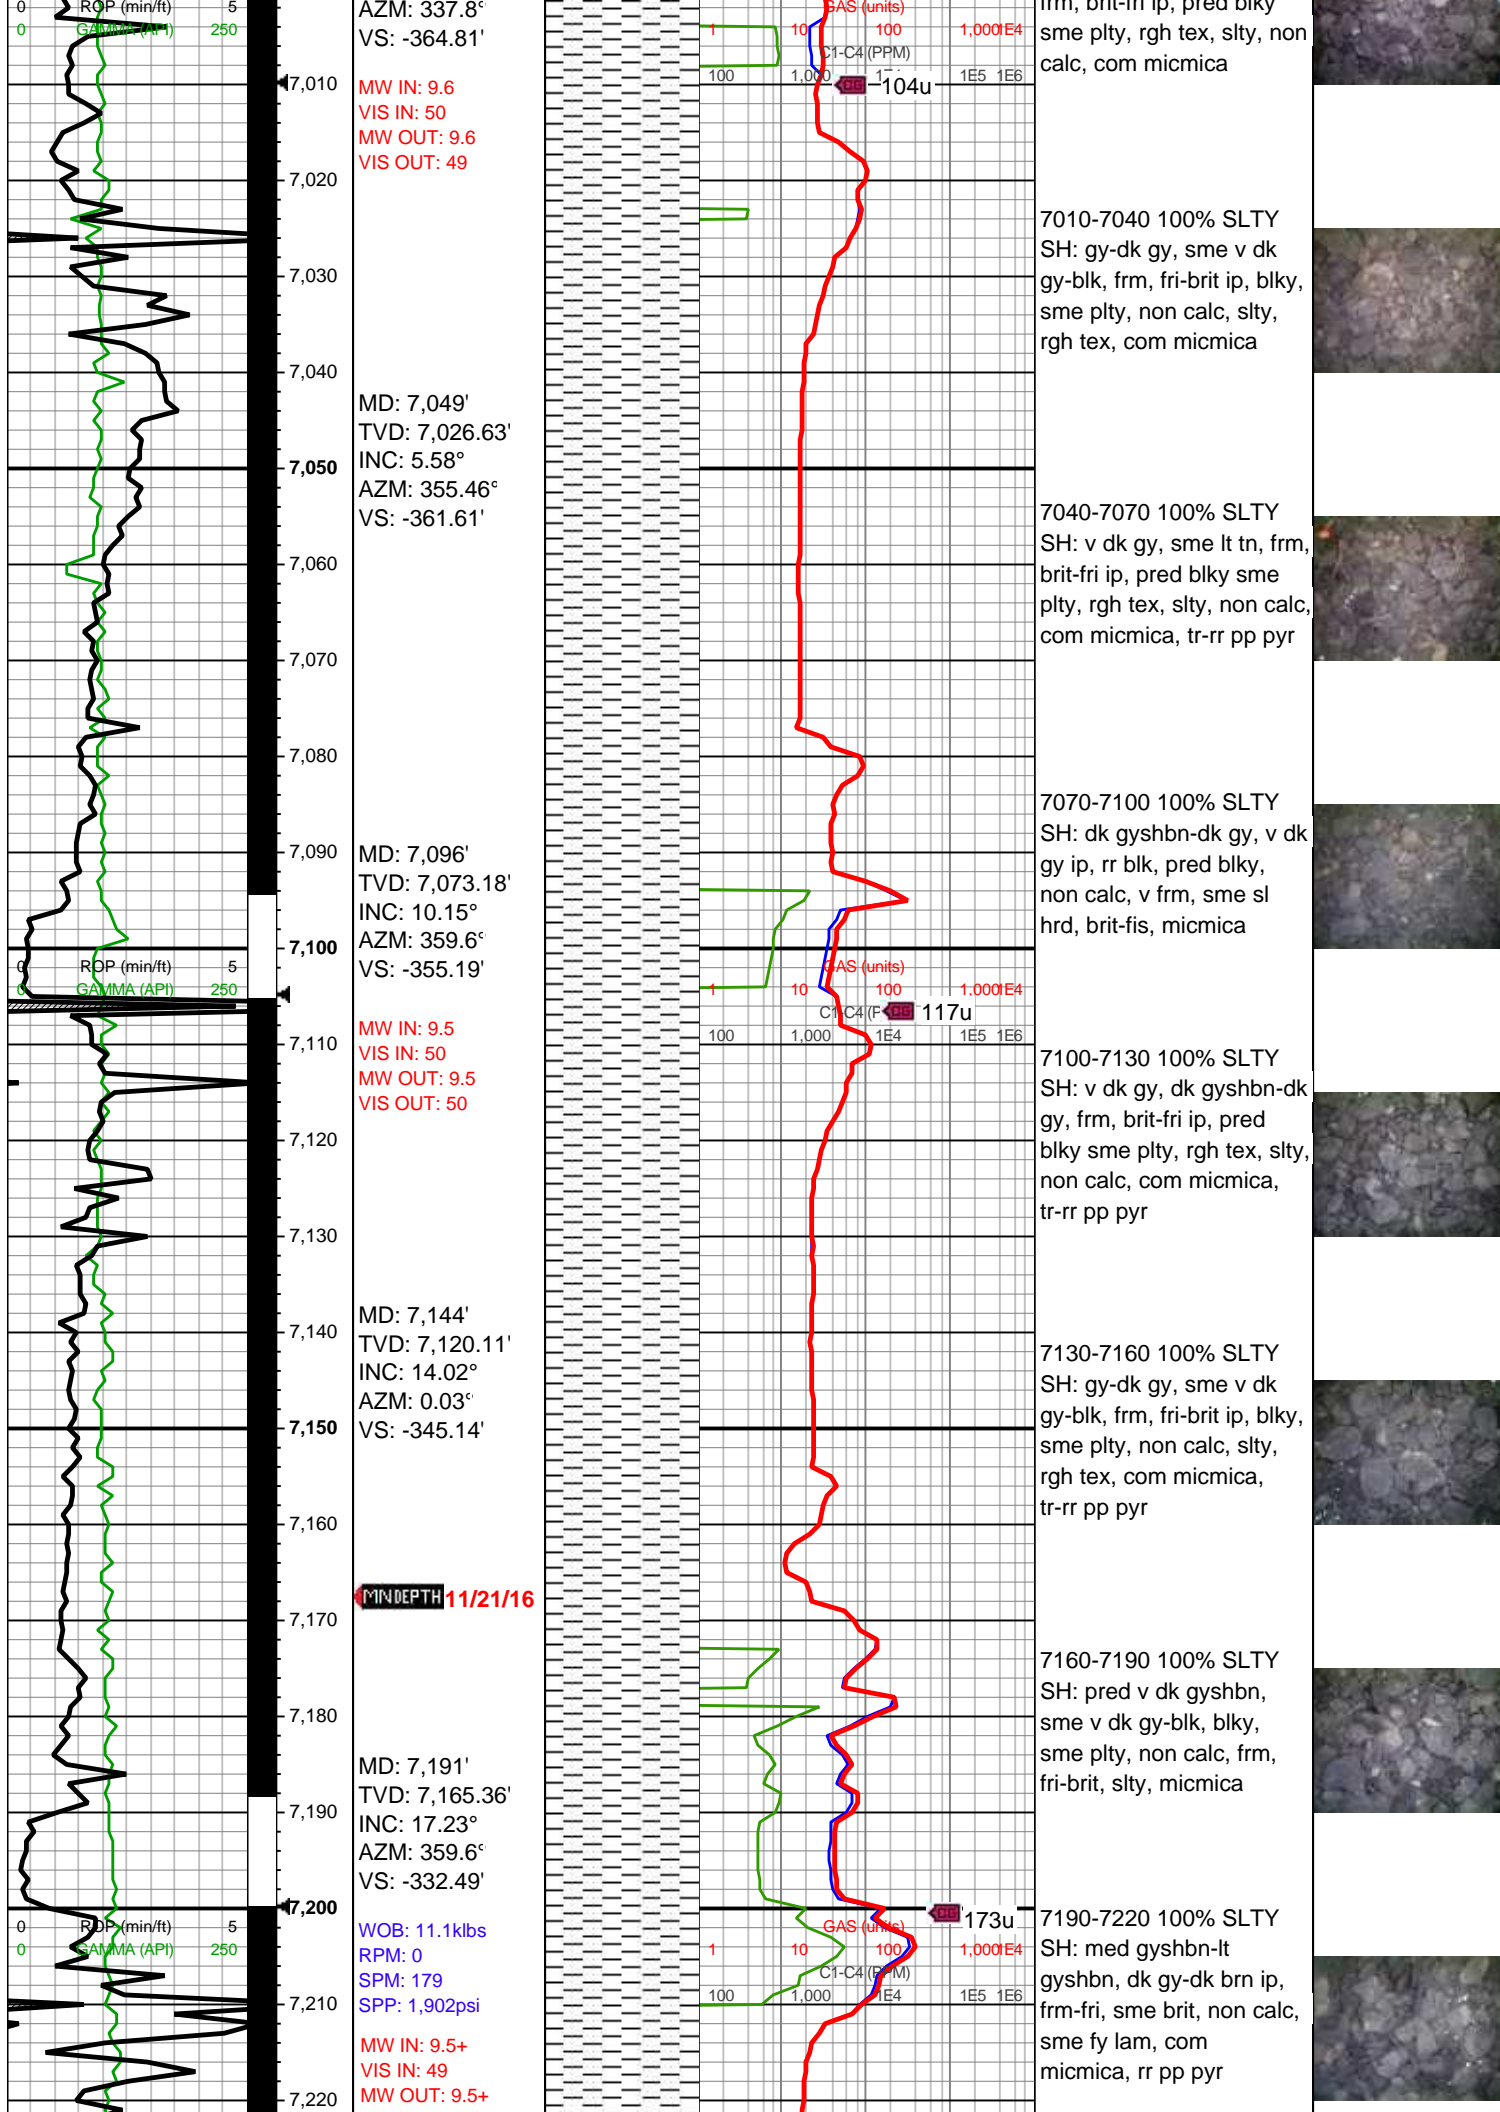 0 ROP (min/ft) 5
0 GAMMA (API) 250
AZM: 337.8°
VS: -364.81'
GAS (units)
1 10 100 1,000 1E4
C1-C4 (PPM)
100 1,000 1E5 1E6
frm, brit-fri ip, pred blky
sme plty, rgh tex, slty, non
calc, com micmica
7,010
MW IN: 9.6
VIS IN: 50
MW OUT: 9.6
VIS OUT: 49
CG 104u
7,020
7010-7040 100% SLTY
SH: gy-dk gy, sme v dk
gy-blk, frm, fri-brit ip, blky,
sme plty, non calc, slty,
rgh tex, com micmica
7,030
7,040
MD: 7,049'
TVD: 7,026.63'
INC: 5.58°
AZM: 355.46°
VS: -361.61'
7,050
7040-7070 100% SLTY
SH: v dk gy, sme lt tn, frm,
brit-fri ip, pred blky sme
plty, rgh tex, slty, non calc,
com micmica, tr-rr pp pyr
7,060
7,070
7,080
7070-7100 100% SLTY
SH: dk gyshbn-dk gy, v dk
gy ip, rr blk, pred blky,
non calc, v frm, sme sl
hrd, brit-fis, micmica
7,090
MD: 7,096'
TVD: 7,073.18'
INC: 10.15°
AZM: 359.6°
VS: -355.19'
7,100
0 ROP (min/ft) 5
0 GAMMA (API) 250
GAS (units)
1 10 100 1,000 1E4
C1-C4 (P
CG 117u
100 1,000 1E4 1E5 1E6
MW IN: 9.5
VIS IN: 50
MW OUT: 9.5
VIS OUT: 50
7,110
7100-7130 100% SLTY
SH: v dk gy, dk gyshbn-dk
gy, frm, brit-fri ip, pred
blky sme plty, rgh tex, slty,
non calc, com micmica,
tr-rr pp pyr
7,120
7,130
7,140
MD: 7,144'
TVD: 7,120.11'
INC: 14.02°
AZM: 0.03°
VS: -345.14'
7,150
7130-7160 100% SLTY
SH: gy-dk gy, sme v dk
gy-blk, frm, fri-brit ip, blky,
sme plty, non calc, slty,
rgh tex, com micmica,
tr-rr pp pyr
7,160
MNDEPTH 11/21/16
7,170
7160-7190 100% SLTY
SH: pred v dk gyshbn,
sme v dk gy-blk, blky,
sme plty, non calc, frm,
fri-brit, slty, micmica
7,180
7,190
MD: 7,191'
TVD: 7,165.36'
INC: 17.23°
AZM: 359.6°
VS: -332.49'
7,200
0 ROP (min/ft) 5
0 GAMMA (API) 250
WOB: 11.1klbs
RPM: 0
SPM: 179
SPP: 1,902psi
CG 173u
GAS (units)
1 10 100 1,000 1E4
C1-C4 (PPM)
100 1,000 1E4 1E5 1E6
7190-7220 100% SLTY
SH: med gyshbn-lt
gyshbn, dk gy-dk brn ip,
frm-fri, sme brit, non calc,
sme fy lam, com
micmica, rr pp pyr
7,210
MW IN: 9.5+
VIS IN: 49
MW OUT: 9.5+
7,220